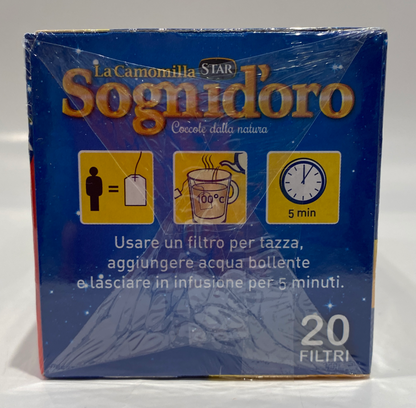 La Camomilla STAR
Sognid'oro
Coccole dalla natura
=
100°C
5 min
Usare un filtro per tazza,
aggiungere acqua bollente
e lasciare in infusione per 5 minuti.
20
FILTRI